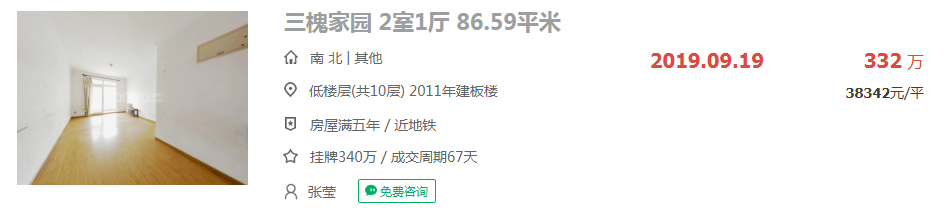 三槐家园 2室1厅 86.59平米
南 北 | 其他
2019.09.19
332 万
低楼层(共10层) 2011年建板楼
38342元/平
房屋满五年 / 近地铁
挂牌340万 / 成交周期67天
张莹
免费咨询